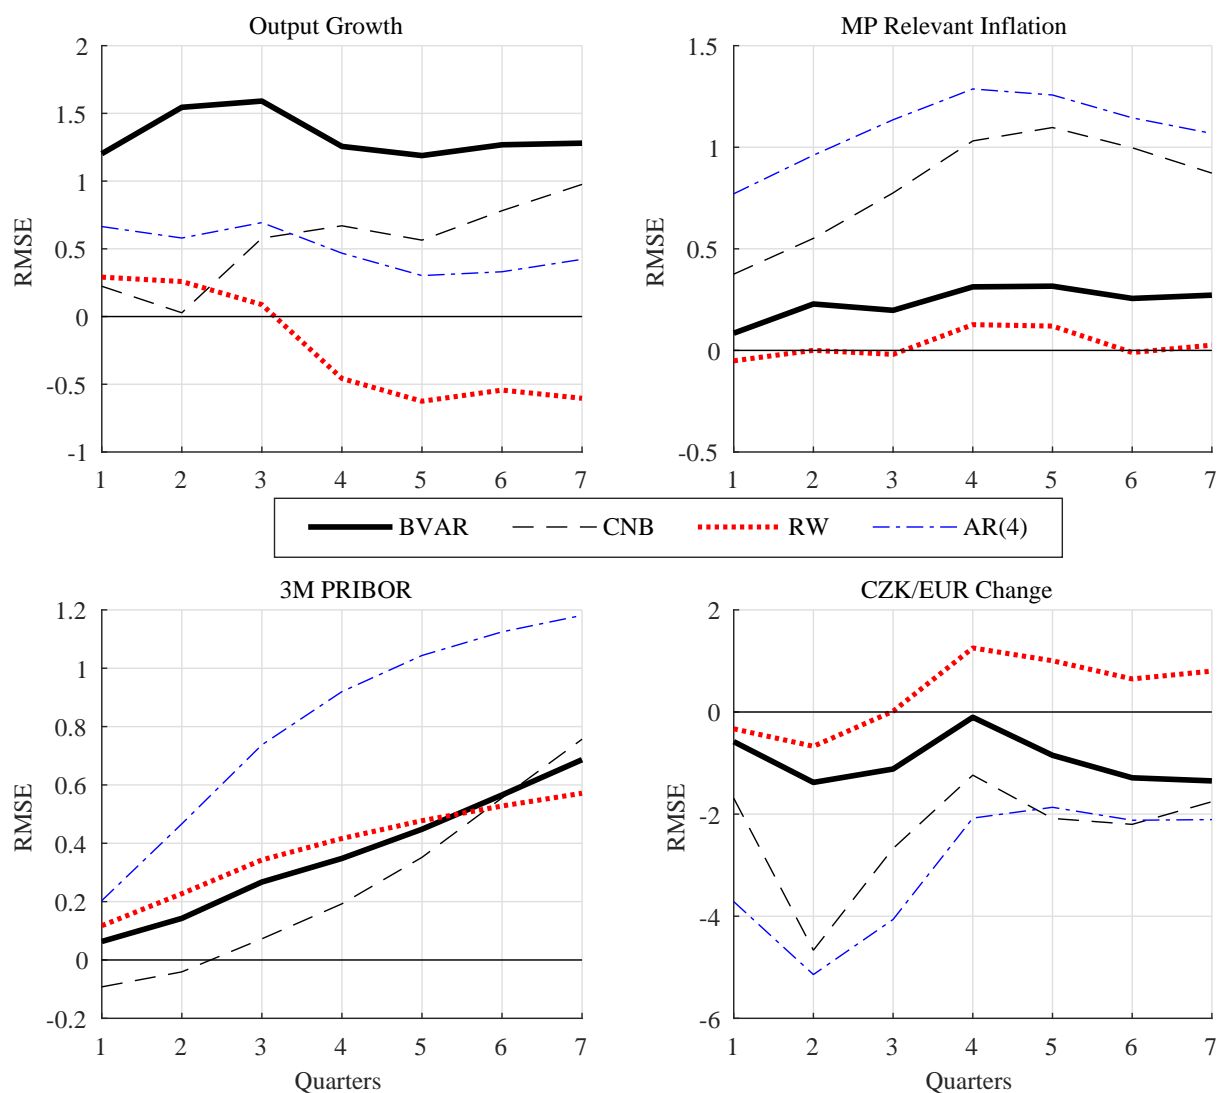 Output Growth
2
1.5
1
0.5
0
-0.5
-1
RMSE
1 2 3 4 5 6 7
MP Relevant Inflation
1.5
1
0.5
0
-0.5
RMSE
1 2 3 4 5 6 7
BVAR CNB RW AR(4)
3M PRIBOR
1.2
1
0.8
0.6
0.4
0.2
0
-0.2
RMSE
1 2 3 4 5 6 7
Quarters
CZK/EUR Change
2
0
-2
-4
-6
RMSE
1 2 3 4 5 6 7
Quarters